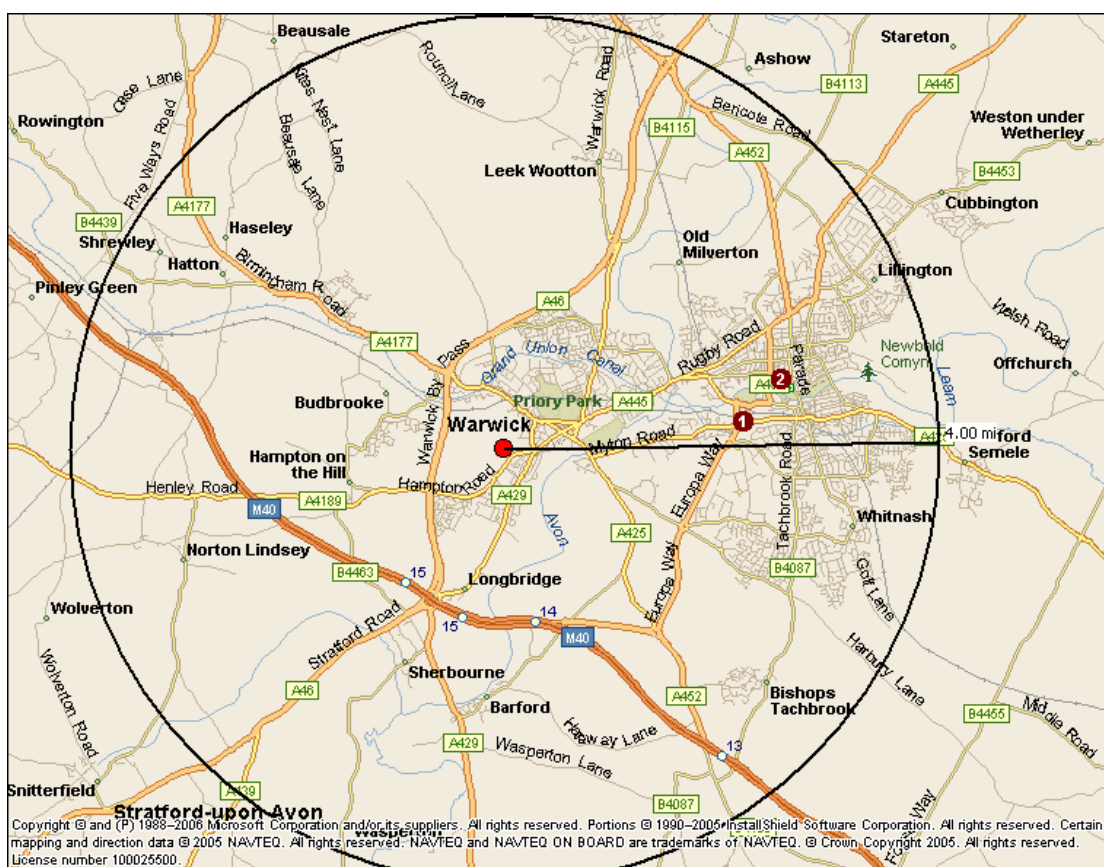 Beausale
Stareton
Ashow
A445
B4113
Case Lane
Kites Nest Lane
Rouncil Lane
Warwick Road
Bericote Road
Rowington
Five Ways Road
Beausale Lane
B4115
A452
Weston under
Wetherley
Leek Wootton
B4453
A4177
Cubbington
B4439
Shrewley
Haseley
Old
Milverton
Hatton
Birmingham Road
Lillington
Pinley Green
A46
Welsh Road
A4177
Pass
Grand Union Canal
Rugby Road
Parade
Newbold
Comyn
Offchurch
Leam
2
Budbrooke
Priory Park
A445
Warwick By
Warwick
1
Myton Road
4.00 mi
ford
Semele
Hampton on
the Hill
Henley Road
A4189
Hampton Road
A429
Europa Way
Tachbrook Road
M40
Avon
A425
Whitnash
Norton Lindsey
B4463
15
Longbridge
B4087
Golf Lane
Wolverton
15
14
Europa Way
Stratford Road
M40
Sherbourne
Harbury Lane
A46
Barford
A452
Bishops
Tachbrook
Wolverton Road
B4455
Middle Road
A429
Wasperton Lane
13
Snitterfield
B4087
Stratford-upon Avon
Copyright © and (P) 1988–2006 Microsoft Corporation and/or its suppliers. All rights reserved. Portions © 1990–2005 InstallShield Software Corporation. All rights reserved. Certain
mapping and direction data © 2005 NAVTEQ. All rights reserved. NAVTEQ and NAVTEQ ON BOARD are trademarks of NAVTEQ. © Crown Copyright 2005. All rights reserved.
License number 100025500.